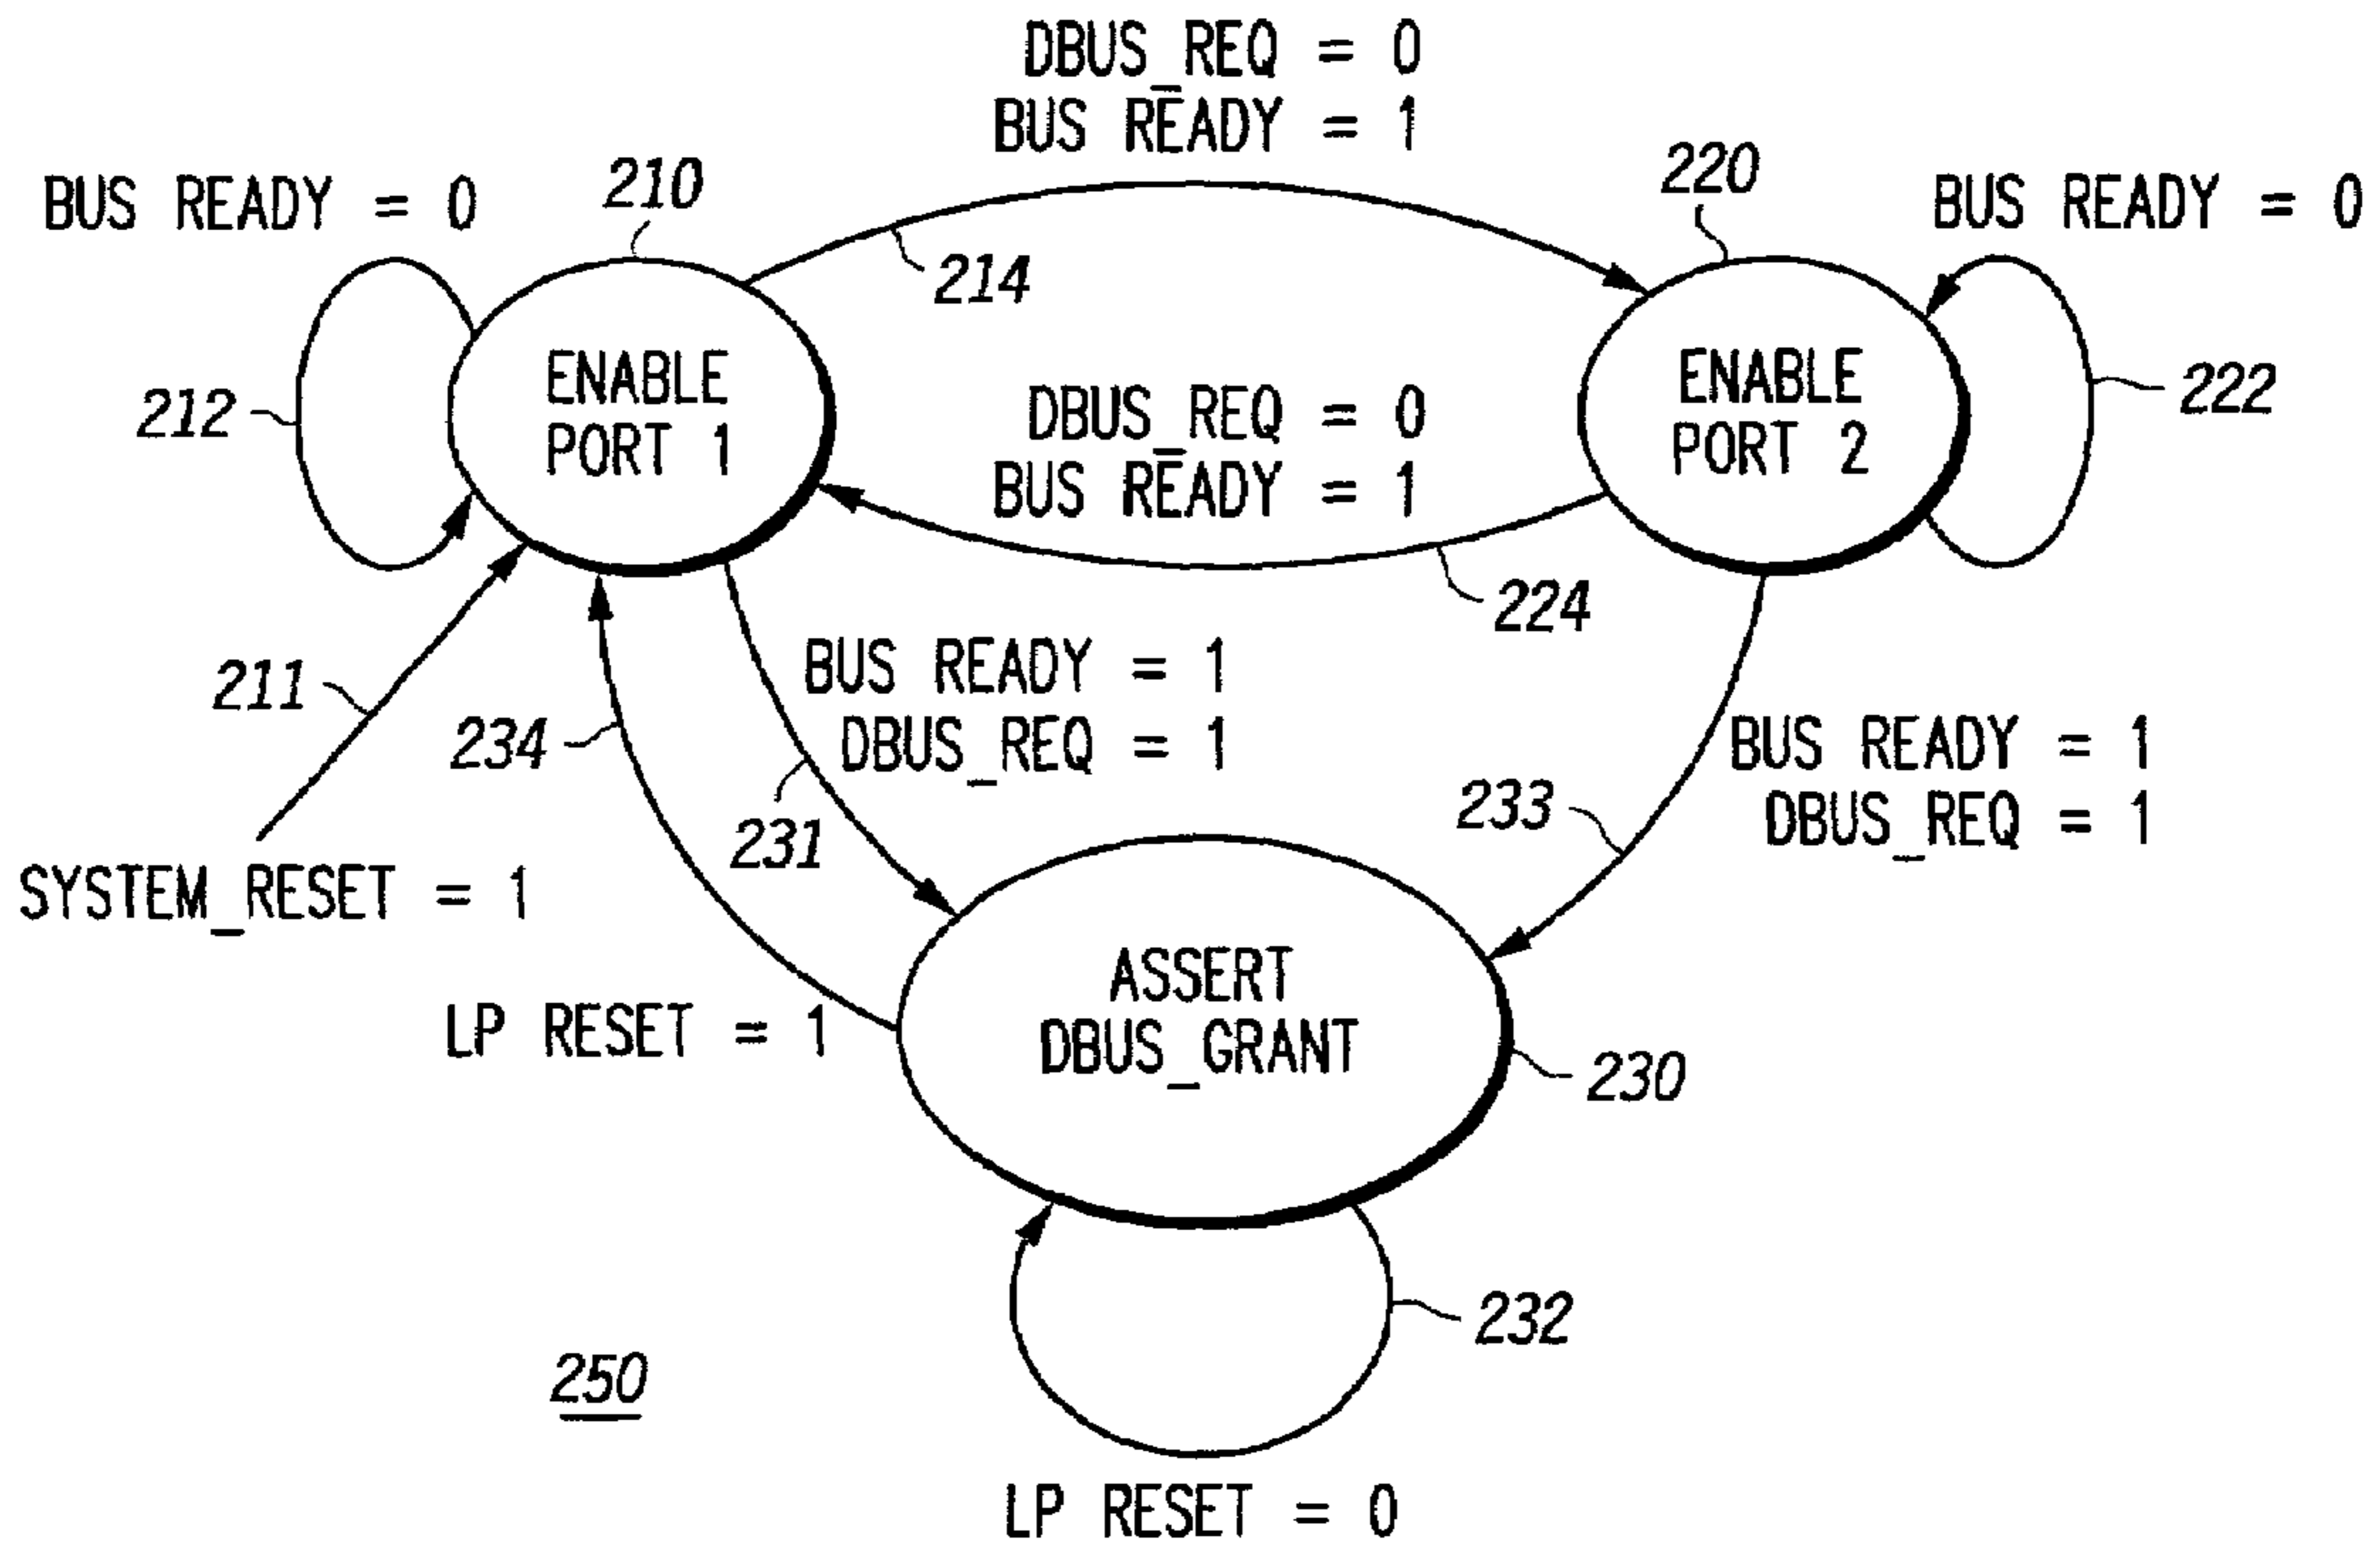 DBUS_REQ = 0
BUS READY = 1
BUS READY = 0
210
220
BUS READY = 0
214
ENABLE
PORT 1
212
DBUS_REQ = 0
BUS READY = 1
ENABLE
PORT 2
222
224
211
234
BUS READY = 1
DBUS_REQ = 1
231
233
BUS READY = 1
DBUS_REQ = 1
SYSTEM_RESET = 1
LP RESET = 1
ASSERT
DBUS_GRANT
230
232
250
LP RESET = 0